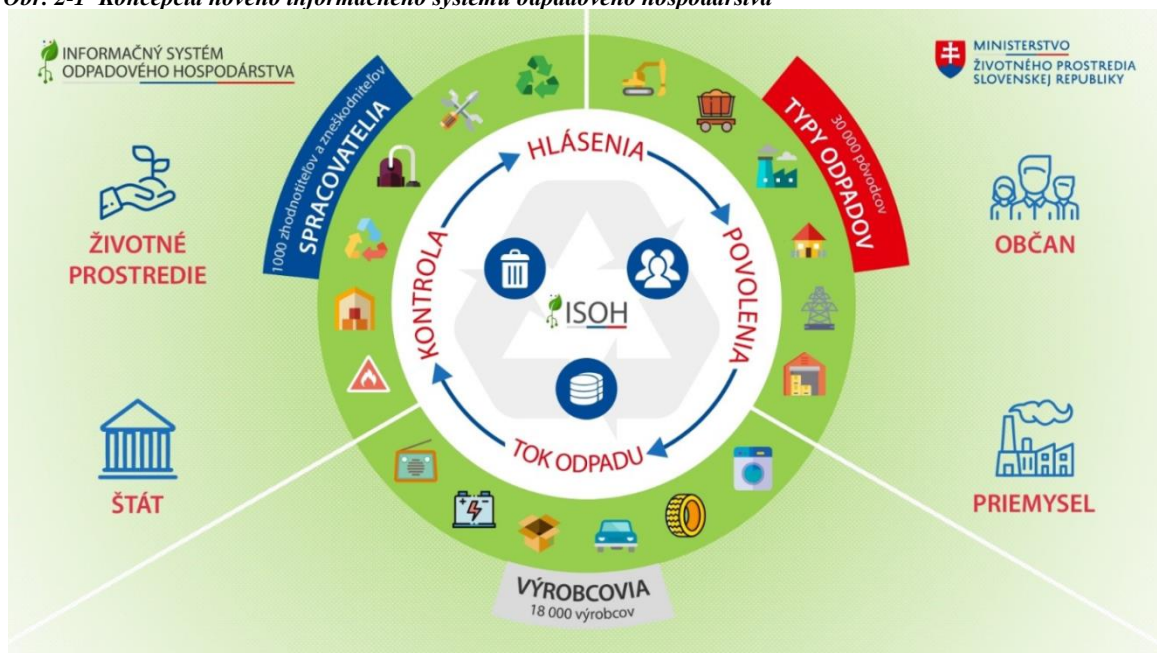 Obr. 2-1 Koncepcia nového informačného systému odpadového hospodárstva
INFORMAČNÝ SYSTÉM
ODPADOVÉHO HOSPODÁRSTVA
MINISTERSTVO
ŽIVOTNÉHO PROSTREDIA
SLOVENSKEJ REPUBLIKY
1000 zhodnotiteľov a zneškodniteľov
SPRACOVATELIA
30 000 pôvodcov
TYPY ODPADOV
ŽIVOTNÉ
PROSTREDIE
OBČAN
HLÁSENIA
POVOLENIA
TOK ODPADU
KONTROLA
ISOH
ŠTÁT
PRIEMYSEL
VÝROBCOVIA
18 000 výrobcov